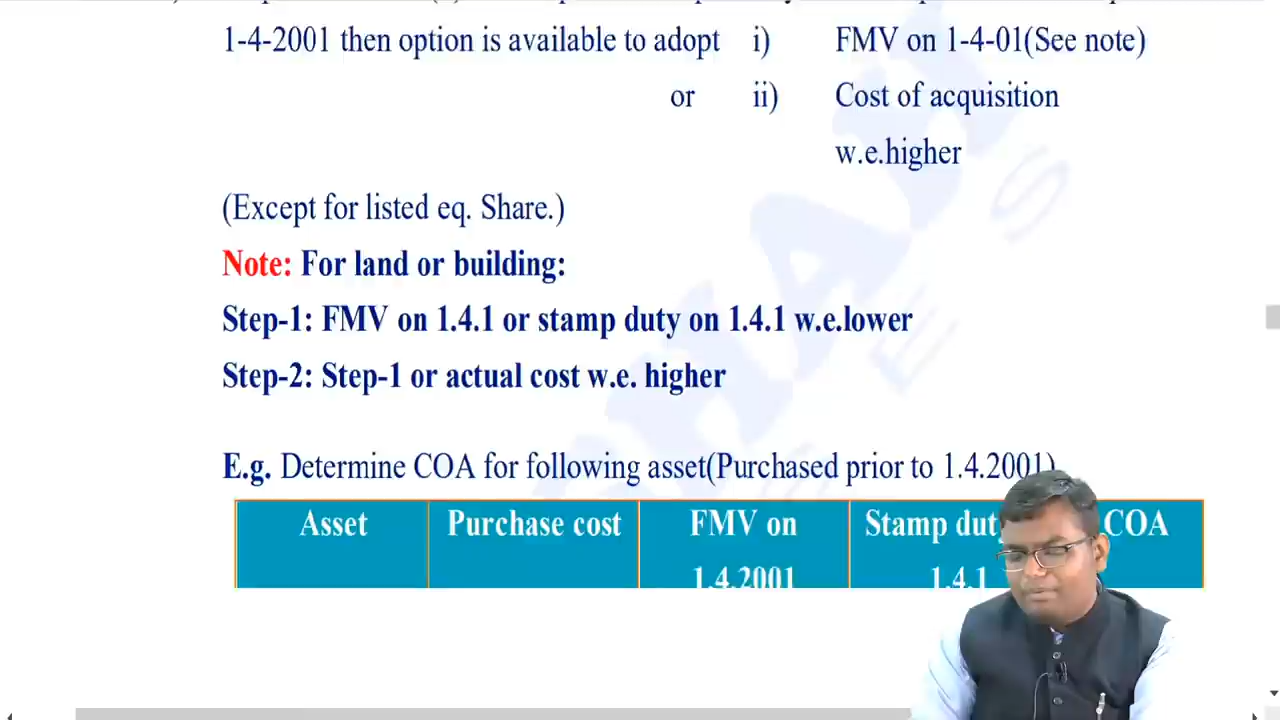 1-4-2001 then option is available to adopt i) FMV on 1-4-01(See note)
or ii) Cost of acquisition
w.e.higher
(Except for listed eq. Share.)
Note: For land or building:
Step-1: FMV on 1.4.1 or stamp duty on 1.4.1 w.e.lower
Step-2: Step-1 or actual cost w.e. higher
E.g. Determine COA for following asset(Purchased prior to 1.4.2001)
Asset Purchase cost FMV on Stamp duty COA
1.4.2001 1.4.1